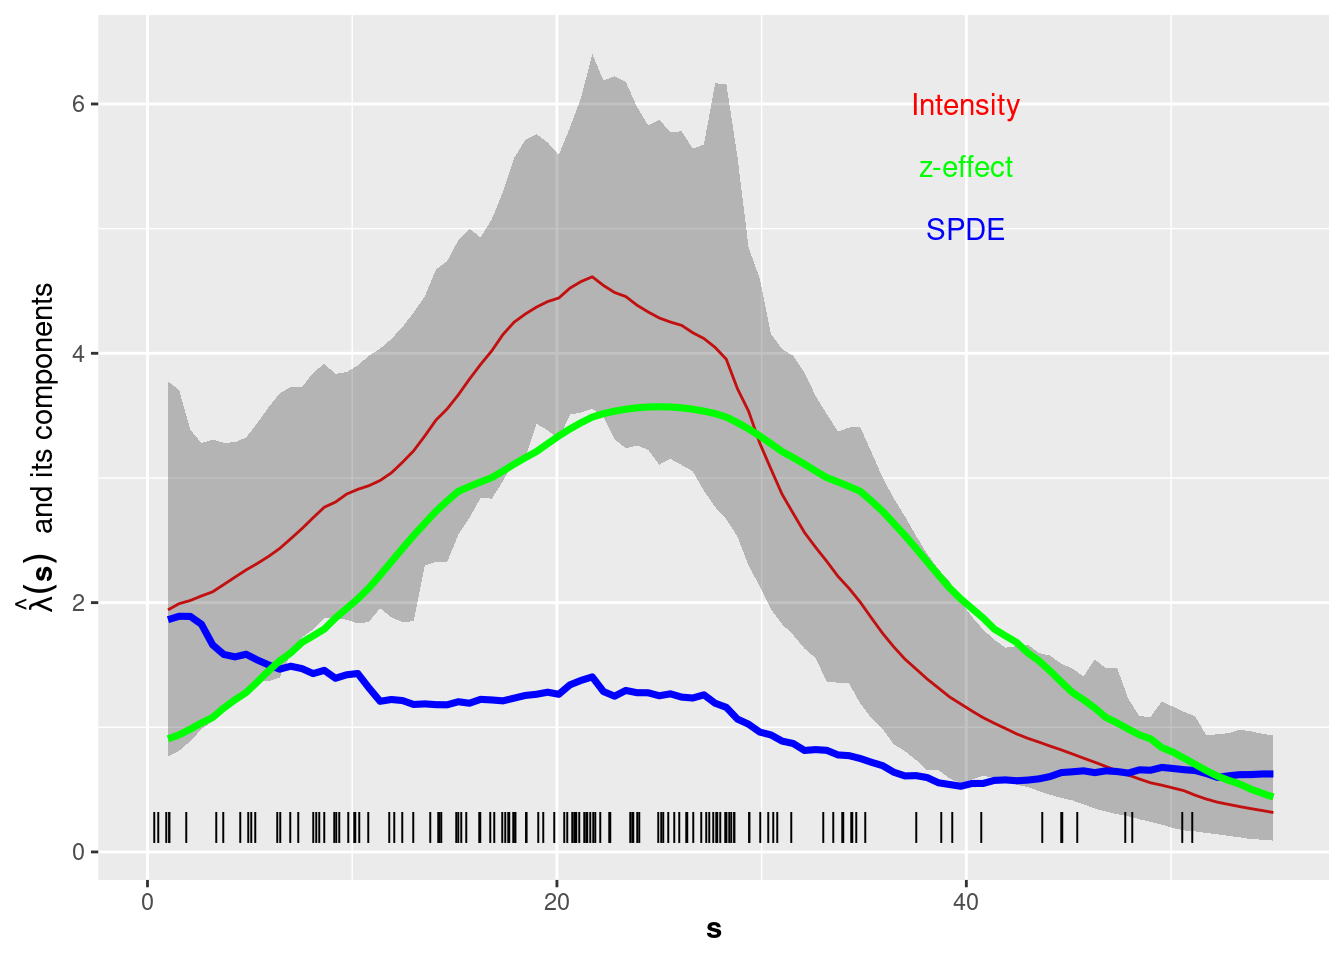 Intensity
z-effect
SPDE
6
4
2
0
0 20 40
s
λ̂(s) and its components